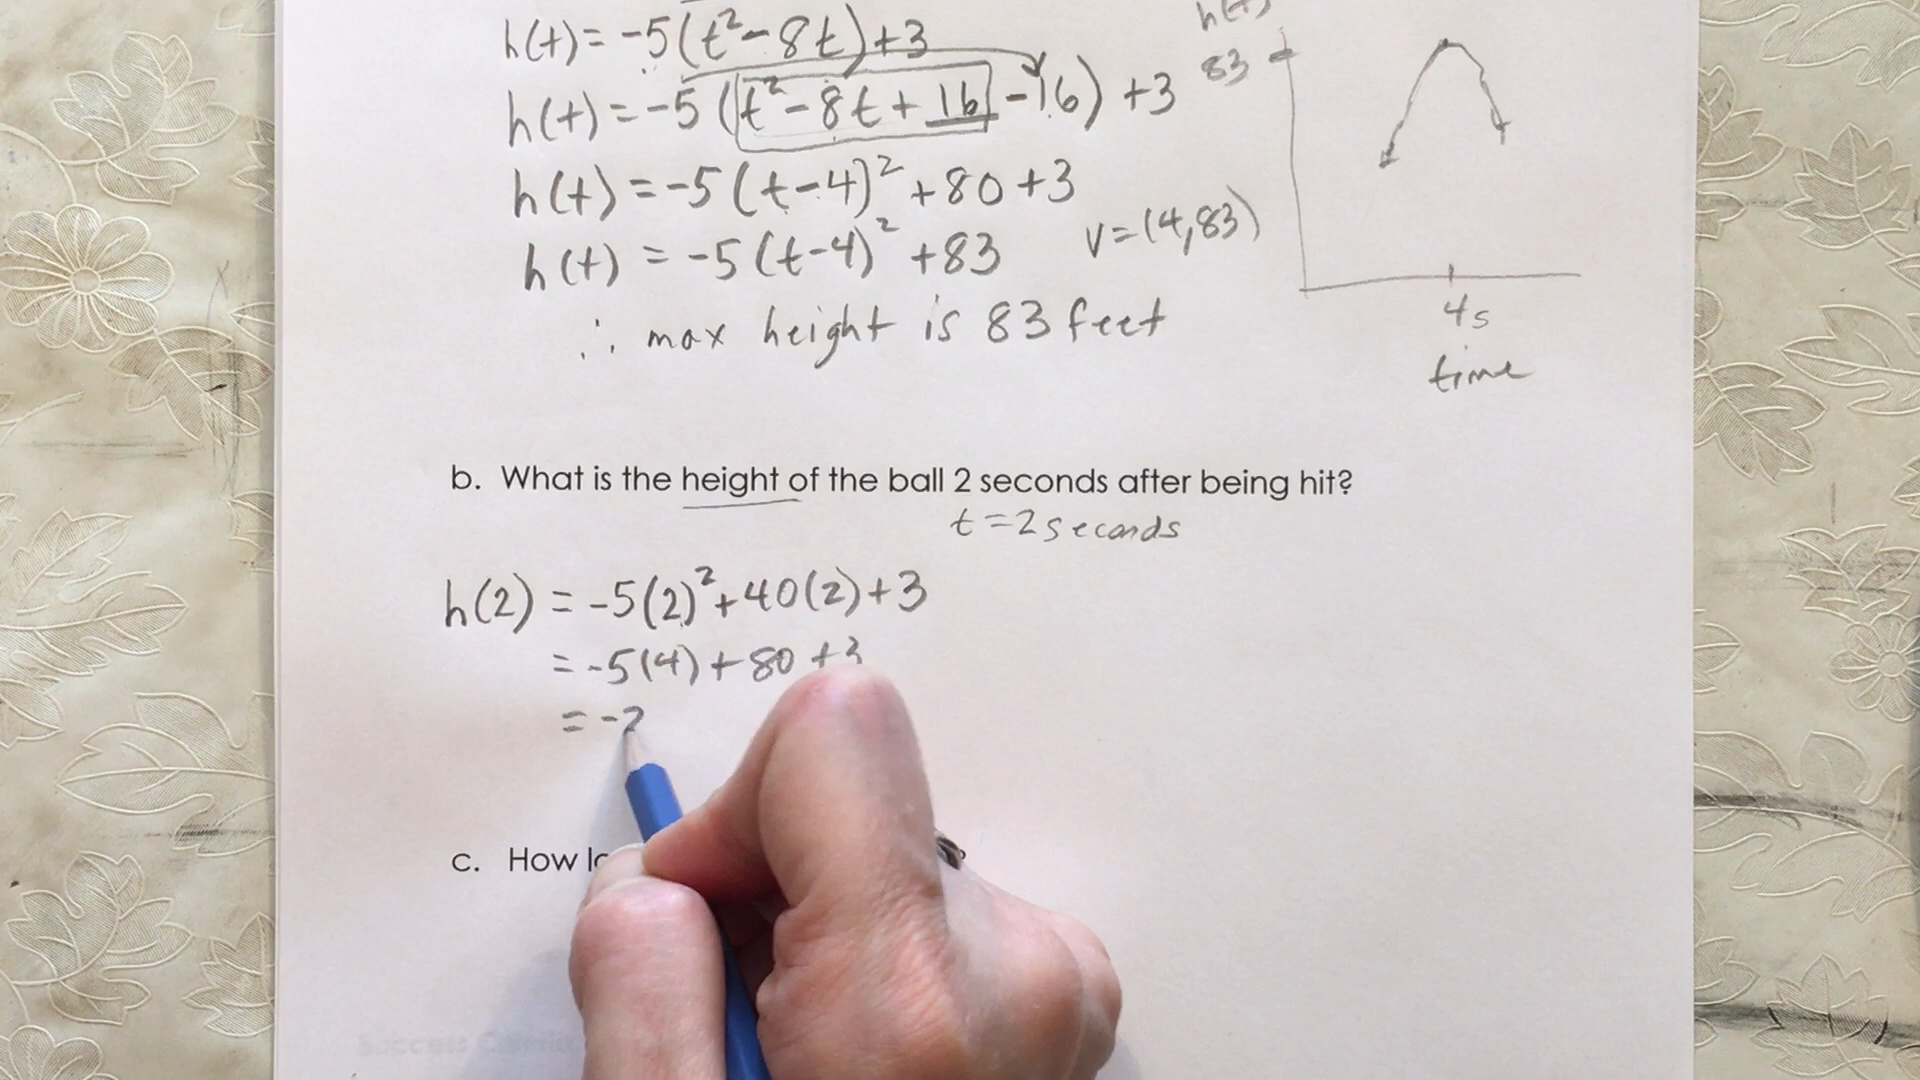 h(t) = -5(t² - 8t) + 3
h(t) = -5(t² - 8t + 16 - 16) + 3
h(t) = -5(t-4)² + 80 + 3
h(t) = -5(t-4)² + 83
V = (4,83)
∴ max height is 83 feet
h(t)
83
4s
time
b. What is the height of the ball 2 seconds after being hit?
t = 2 seconds
h(2) = -5(2)² + 40(2) + 3
= -5(4) + 80 + 3
= -2
c. How